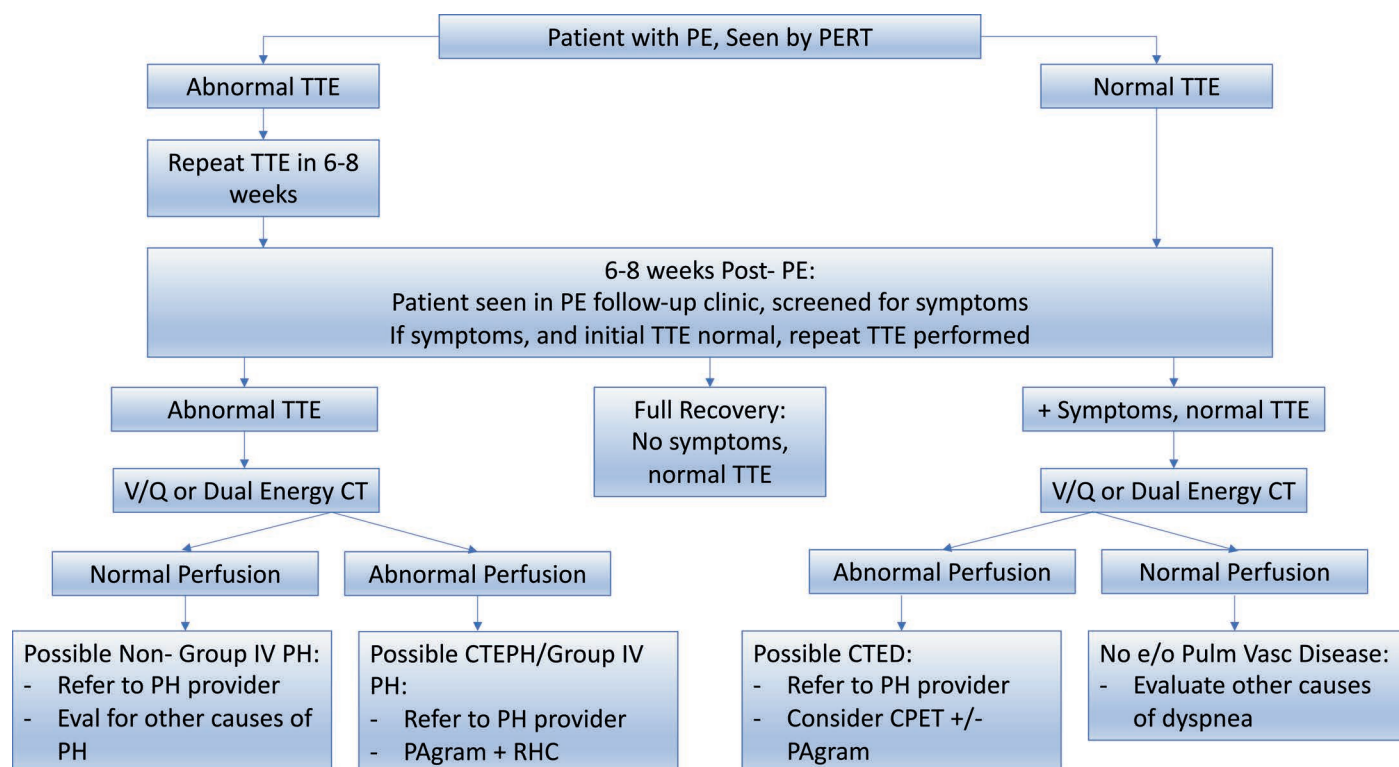 Patient with PE, Seen by PERT
Abnormal TTE
Normal TTE
Repeat TTE in 6-8
weeks
6-8 weeks Post- PE:
Patient seen in PE follow-up clinic, screened for symptoms
If symptoms, and initial TTE normal, repeat TTE performed
Abnormal TTE
Full Recovery:
No symptoms,
normal TTE
+ Symptoms, normal TTE
V/Q or Dual Energy CT
V/Q or Dual Energy CT
Normal Perfusion
Abnormal Perfusion
Abnormal Perfusion
Normal Perfusion
Possible Non- Group IV PH:
- Refer to PH provider
- Eval for other causes of
PH
Possible CTEPH/Group IV
PH:
- Refer to PH provider
- PAgram + RHC
Possible CTED:
- Refer to PH provider
- Consider CPET +/-
PAgram
No e/o Pulm Vasc Disease:
- Evaluate other causes
of dyspnea